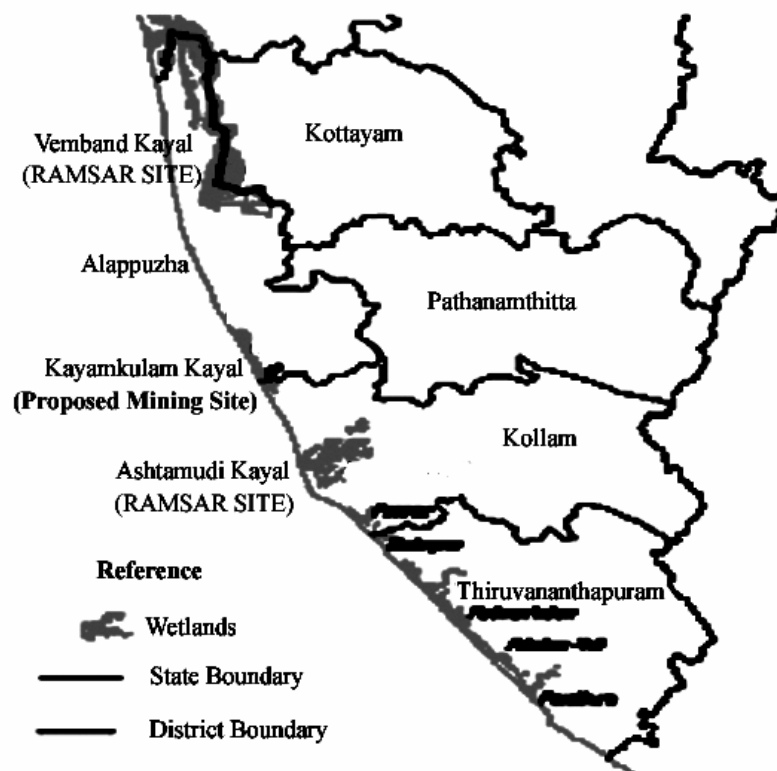 Kottayam
Vemband Kayal
(RAMSAR SITE)
Alappuzha
Pathanamthitta
Kayamkulam Kayal
(Proposed Mining Site)
Kollam
Ashtamudi Kayal
(RAMSAR SITE)
Reference
Thiruvananthapuram
Wetlands
State Boundary
District Boundary